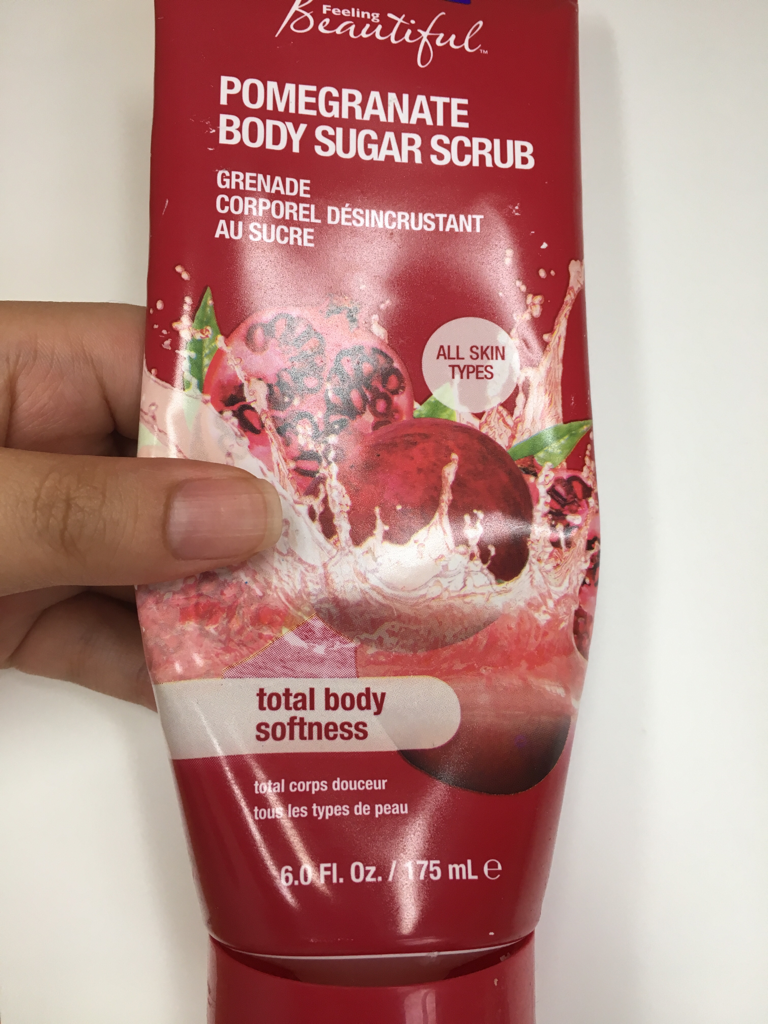 Feeling
Beautiful™
POMEGRANATE
BODY SUGAR SCRUB
GRENADE
CORPOREL DÉSINCRUSTANT
AU SUCRE
ALL SKIN
TYPES
total body
softness
total corps douceur
tous les types de peau
6.0 Fl. Oz. / 175 mL ℮